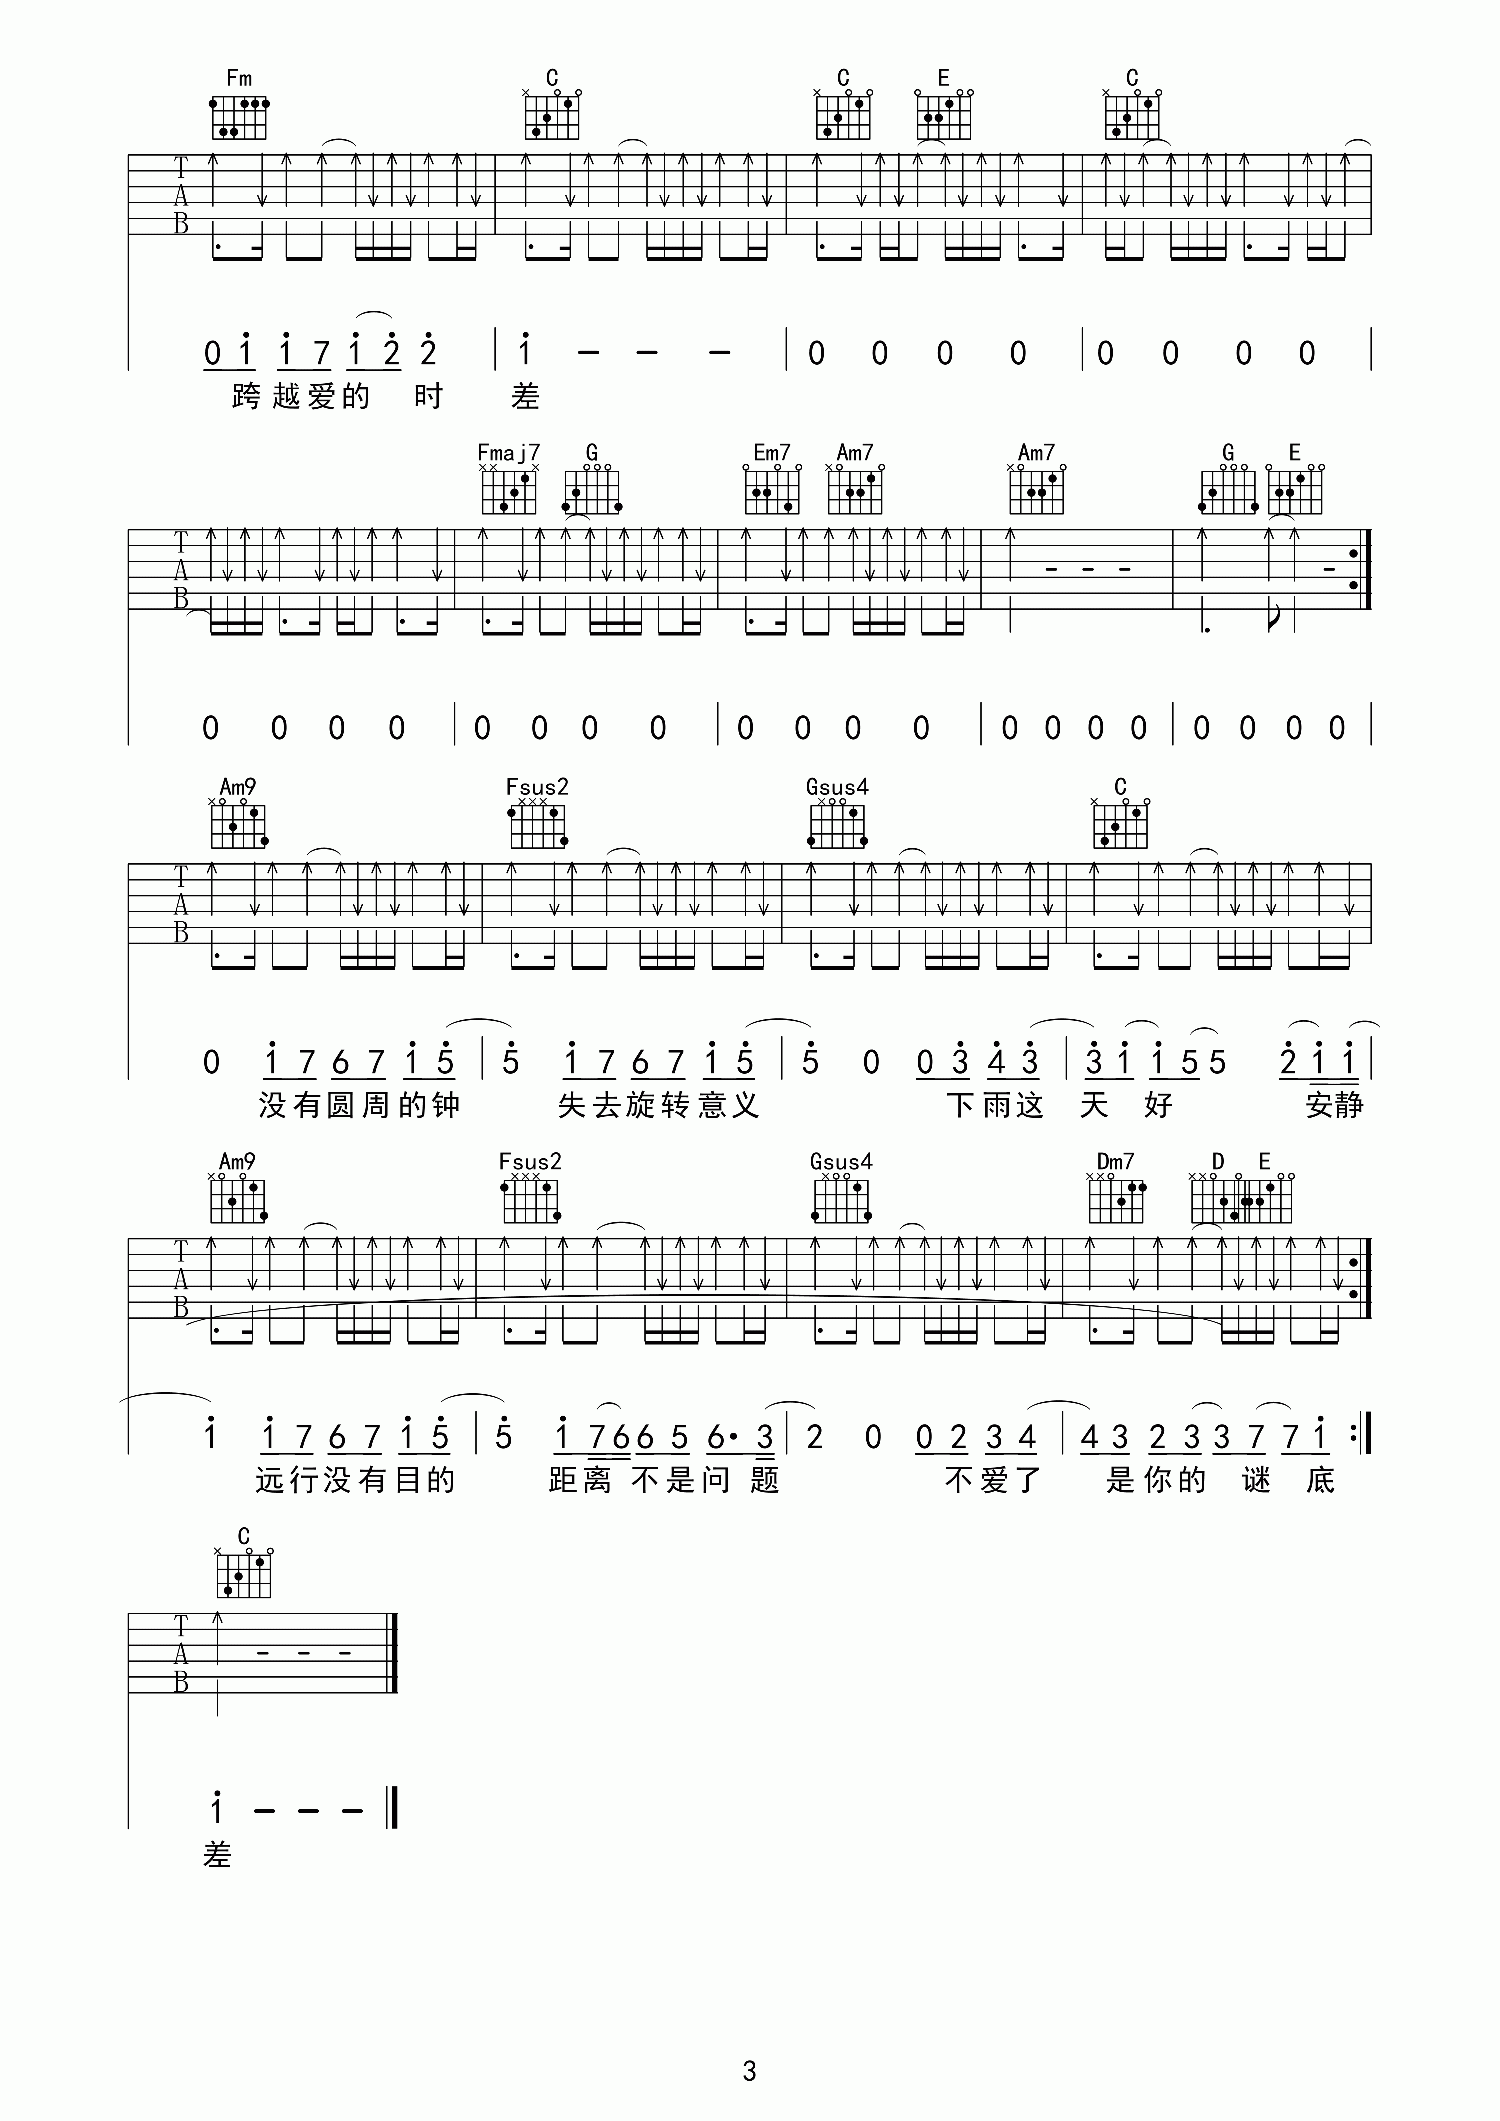 Fm C C E C
T A B
0 1 1 7 1 2 2 | 1 - - - | 0 0 0 0 | 0 0 0 0
跨越爱的 时 差
Fmaj7 G Em7 Am7 Am7 G E
T A B
0 0 0 0 | 0 0 0 0 | 0 0 0 0 | 0 0 0 0 | 0 0 0 0
Am9 Fsus2 Gsus4 C
T A B
0 1 7 6 7 1 5 | 5 1 7 6 7 1 5 | 5 0 0 3 4 3 | 3 1 1 5 5 2 1 1
没有圆周的钟 失去旋转意义 下雨这 天 好 安静
Am9 Fsus2 Gsus4 Dm7 D E
T A B
1 1 7 6 7 1 5 | 5 1 7 6 6 5 6· 3 | 2 0 0 2 3 4 | 4 3 2 3 3 7 7 1
远行没有目的 距离 不是问 题 不爱了 是你的 谜 底
C
T A B
1 - - -
差
3